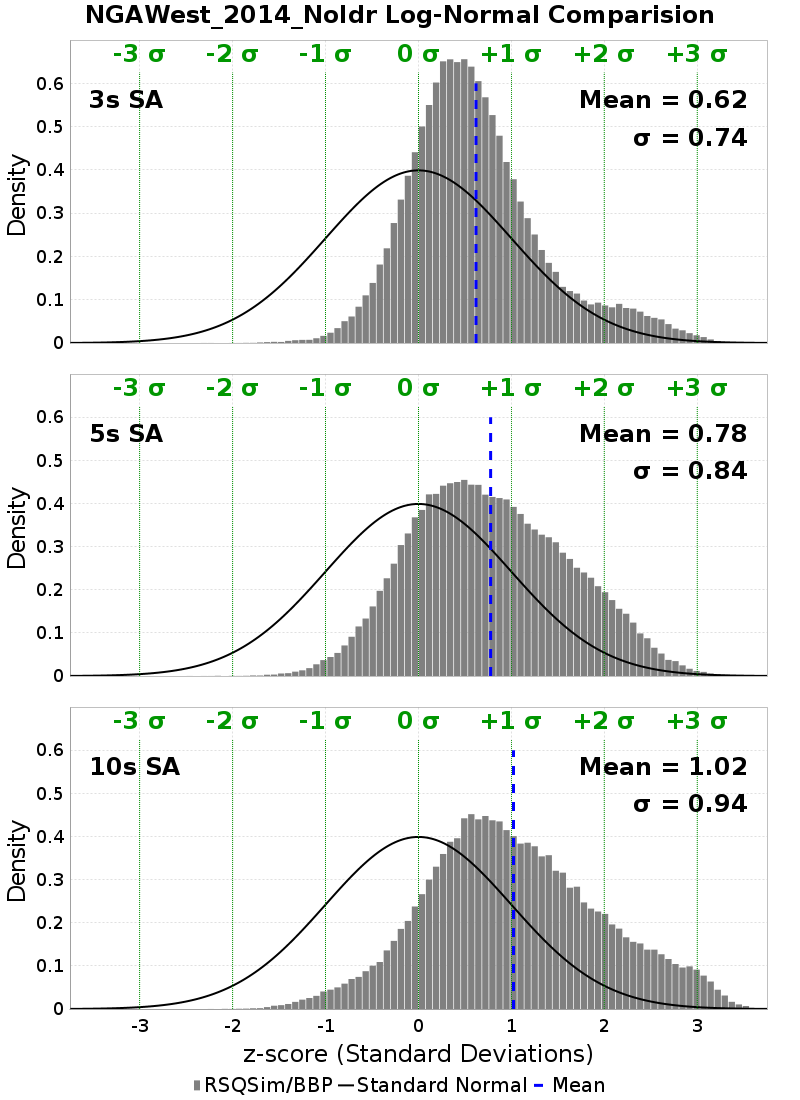 NGAWest_2014_NoIdr Log-Normal Comparision
-3 σ -2 σ -1 σ 0 σ +1 σ +2 σ +3 σ
3s SA
Mean = 0.62
σ = 0.74
Density
0.6
0.5
0.4
0.3
0.2
0.1
0
-3 σ -2 σ -1 σ 0 σ +1 σ +2 σ +3 σ
5s SA
Mean = 0.78
σ = 0.84
Density
0.6
0.5
0.4
0.3
0.2
0.1
0
-3 σ -2 σ -1 σ 0 σ +1 σ +2 σ +3 σ
10s SA
Mean = 1.02
σ = 0.94
Density
0.6
0.5
0.4
0.3
0.2
0.1
0
-3 -2 -1 0 1 2 3
z-score (Standard Deviations)
RSQSim/BBP Standard Normal Mean